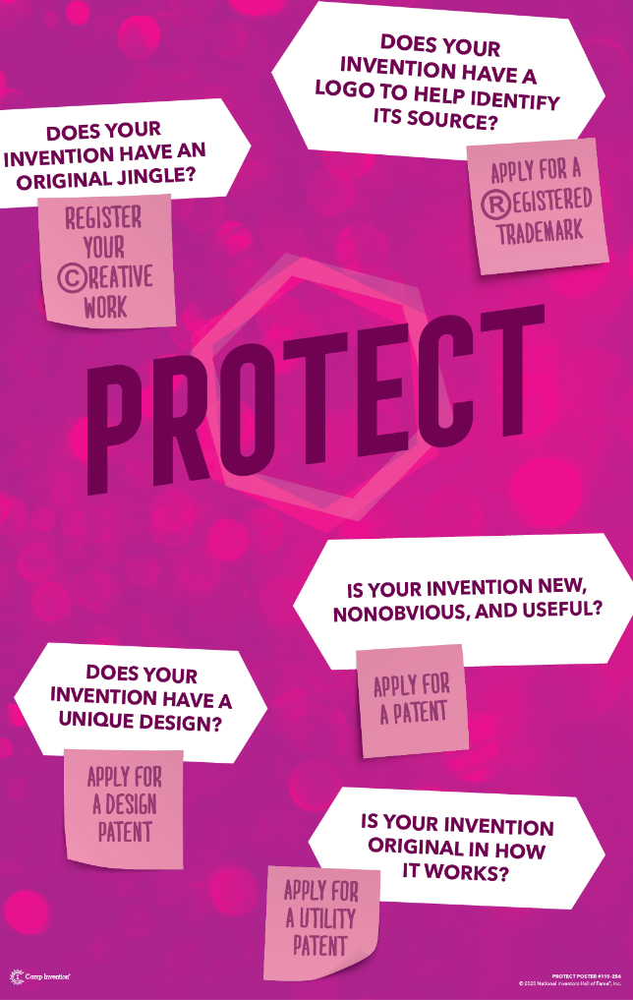 DOES YOUR
INVENTION HAVE A
LOGO TO HELP IDENTIFY
ITS SOURCE?
APPLY FOR A
®EGISTERED
TRADEMARK
DOES YOUR
INVENTION HAVE AN
ORIGINAL JINGLE?
REGISTER
YOUR
©REATIVE
WORK
PROTECT
IS YOUR INVENTION NEW,
NONOBVIOUS, AND USEFUL?
APPLY FOR
A PATENT
DOES YOUR
INVENTION HAVE A
UNIQUE DESIGN?
APPLY FOR
A DESIGN
PATENT
IS YOUR INVENTION
ORIGINAL IN HOW
IT WORKS?
APPLY FOR
A UTILITY
PATENT
Camp Invention®
PROTECT POSTER #110-256
© 2020 National Inventors Hall of Fame®, Inc.